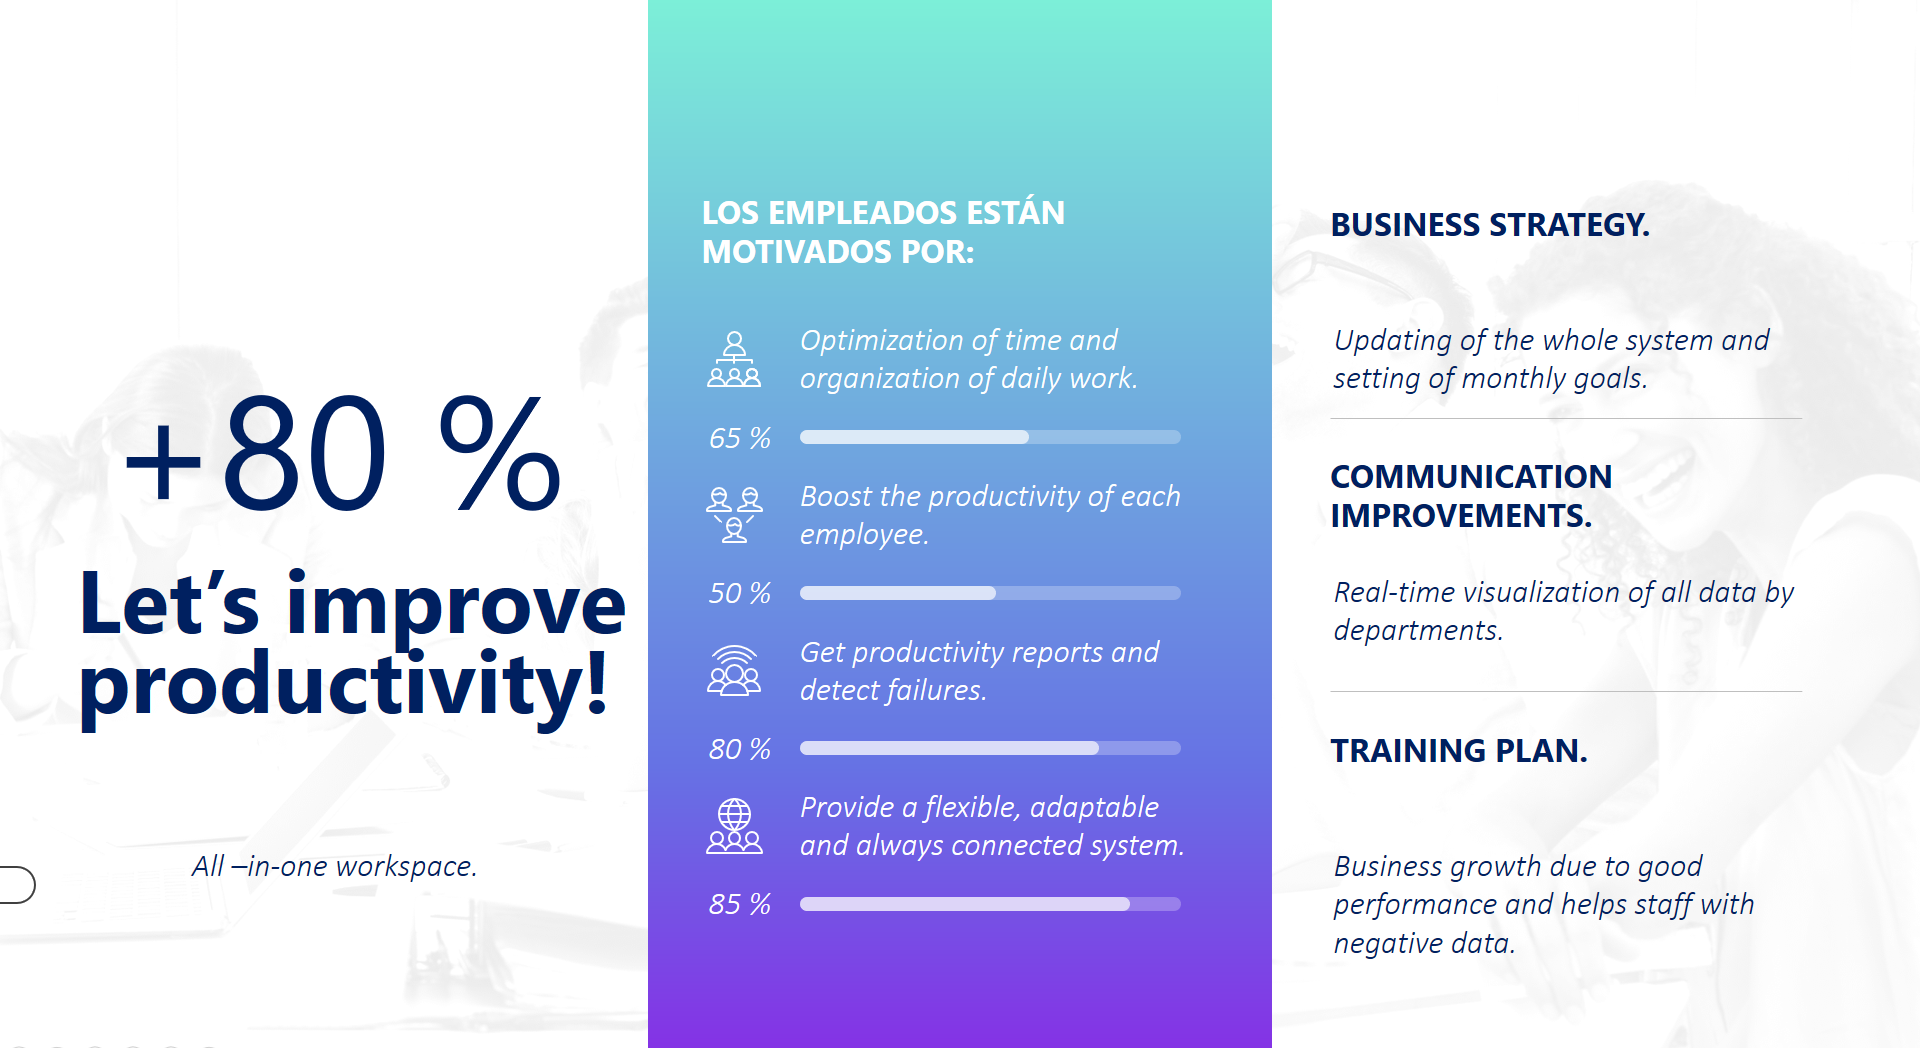 +80 %
Let’s improve
productivity!
All –in-one workspace.
LOS EMPLEADOS ESTÁN
MOTIVADOS POR:
Optimization of time and
organization of daily work.
65 %
Boost the productivity of each
employee.
50 %
Get productivity reports and
detect failures.
80 %
Provide a flexible, adaptable
and always connected system.
85 %
BUSINESS STRATEGY.
Updating of the whole system and
setting of monthly goals.
COMMUNICATION
IMPROVEMENTS.
Real-time visualization of all data by
departments.
TRAINING PLAN.
Business growth due to good
performance and helps staff with
negative data.